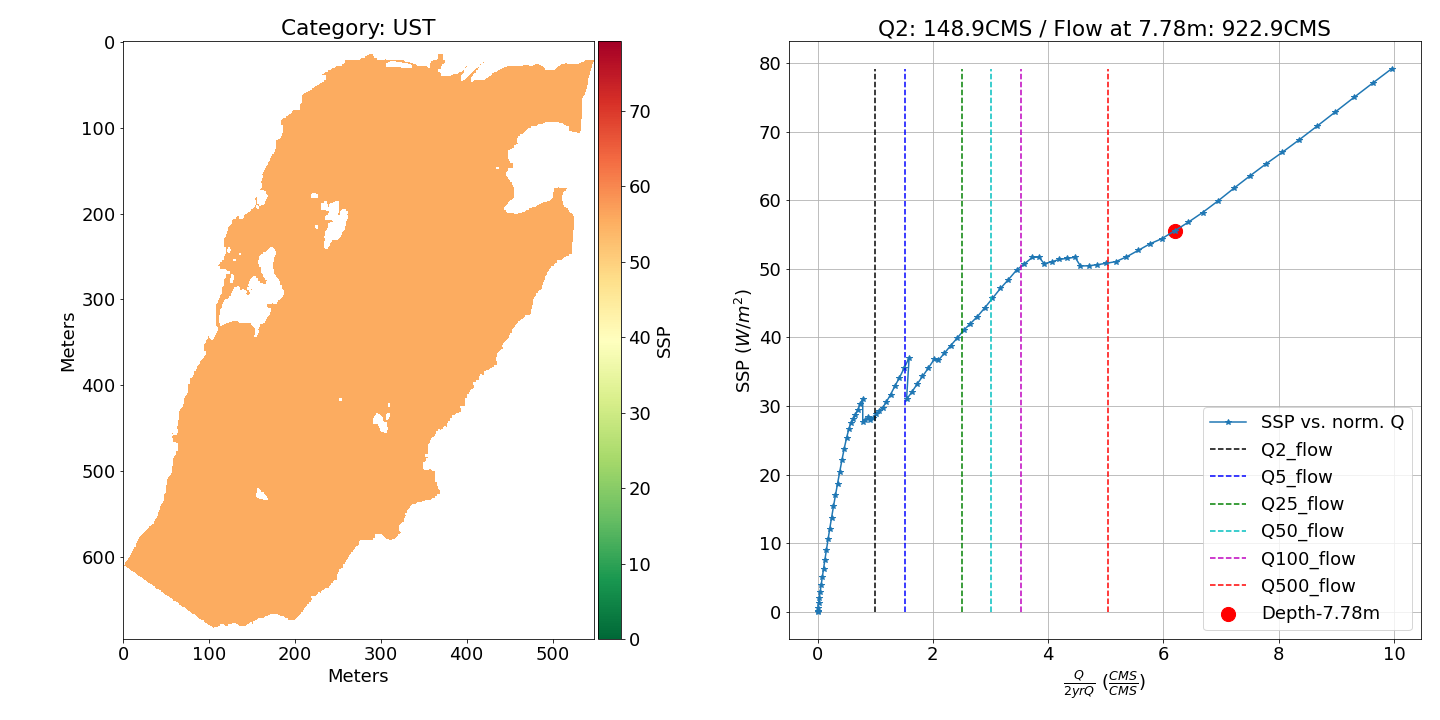 Category: UST
0
100
200
300
400
500
600
Meters
0
100
200
300
400
500
Meters
70
60
50
40
30
20
10
0
SSP
Q2: 148.9CMS / Flow at 7.78m: 922.9CMS
80
70
60
50
40
30
20
10
0
SSP (W/m²)
0
2
4
6
8
10
Q/2yrQ (CMS/CMS)
SSP vs. norm. Q
Q2_flow
Q5_flow
Q25_flow
Q50_flow
Q100_flow
Q500_flow
Depth-7.78m